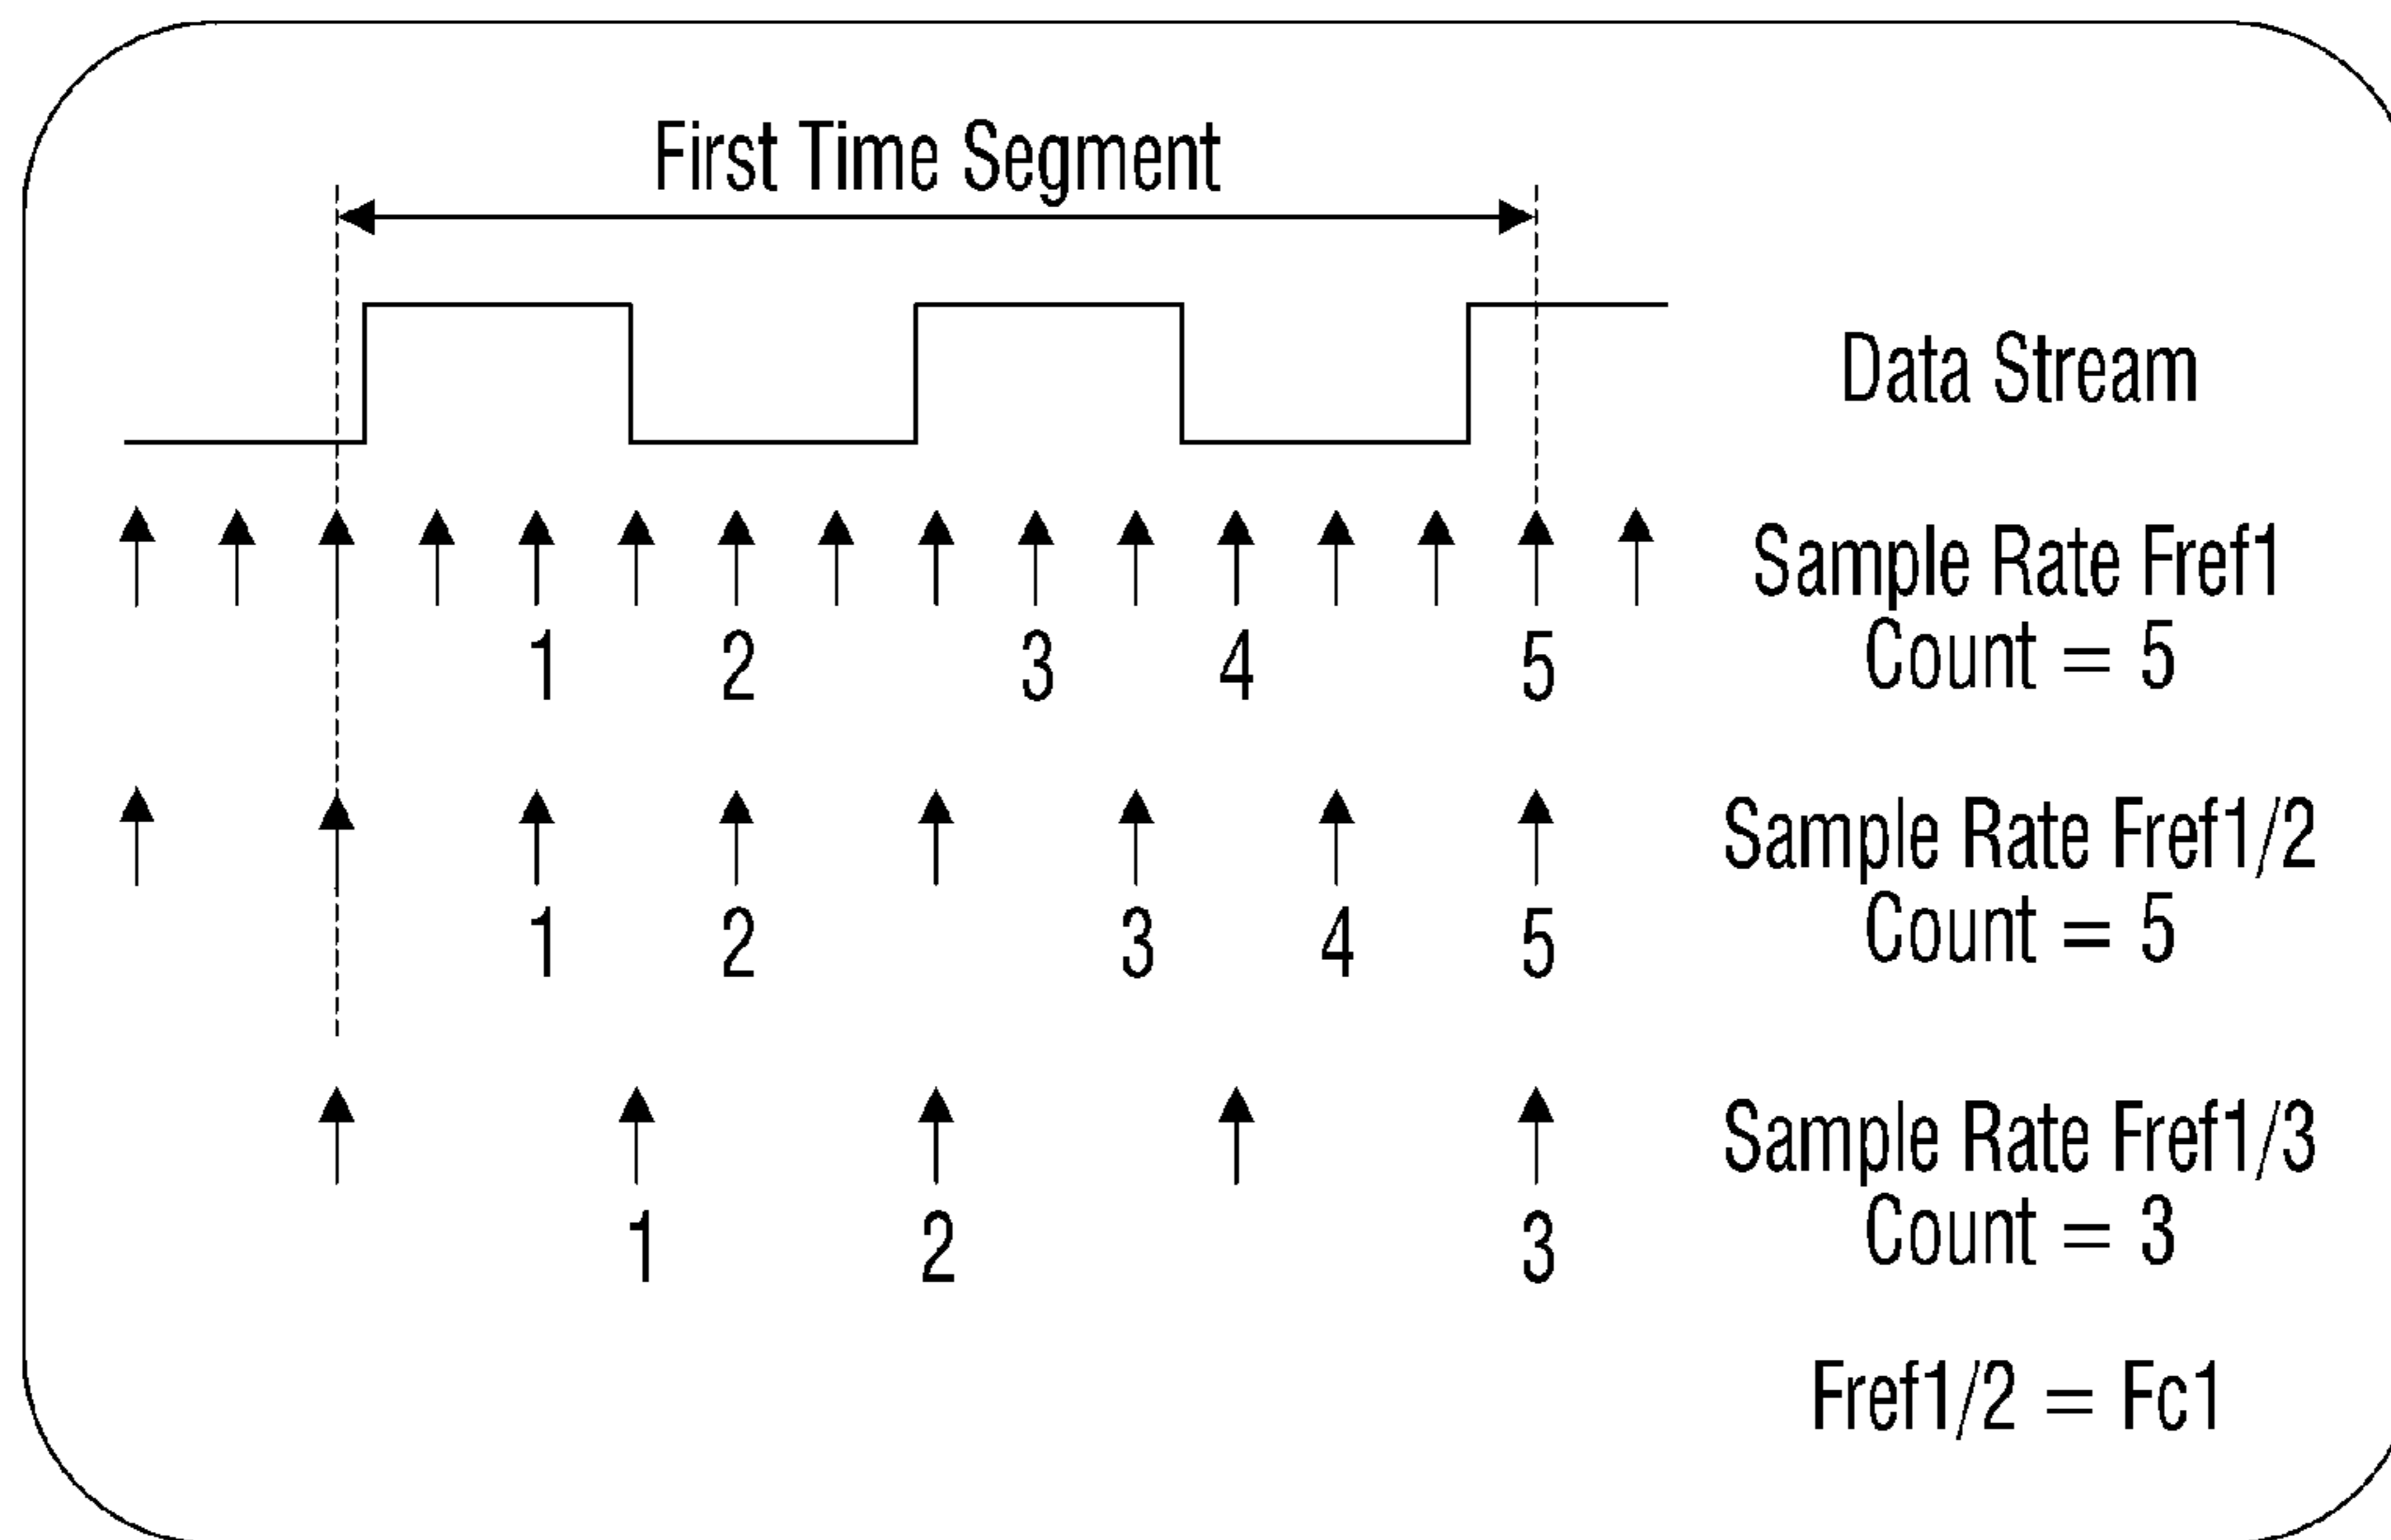 First Time Segment
Data Stream
Sample Rate Fref1
1 2 3 4 5 Count = 5
Sample Rate Fref1/2
1 2 3 4 5 Count = 5
Sample Rate Fref1/3
1 2 3 Count = 3
Fref1/2 = Fc1